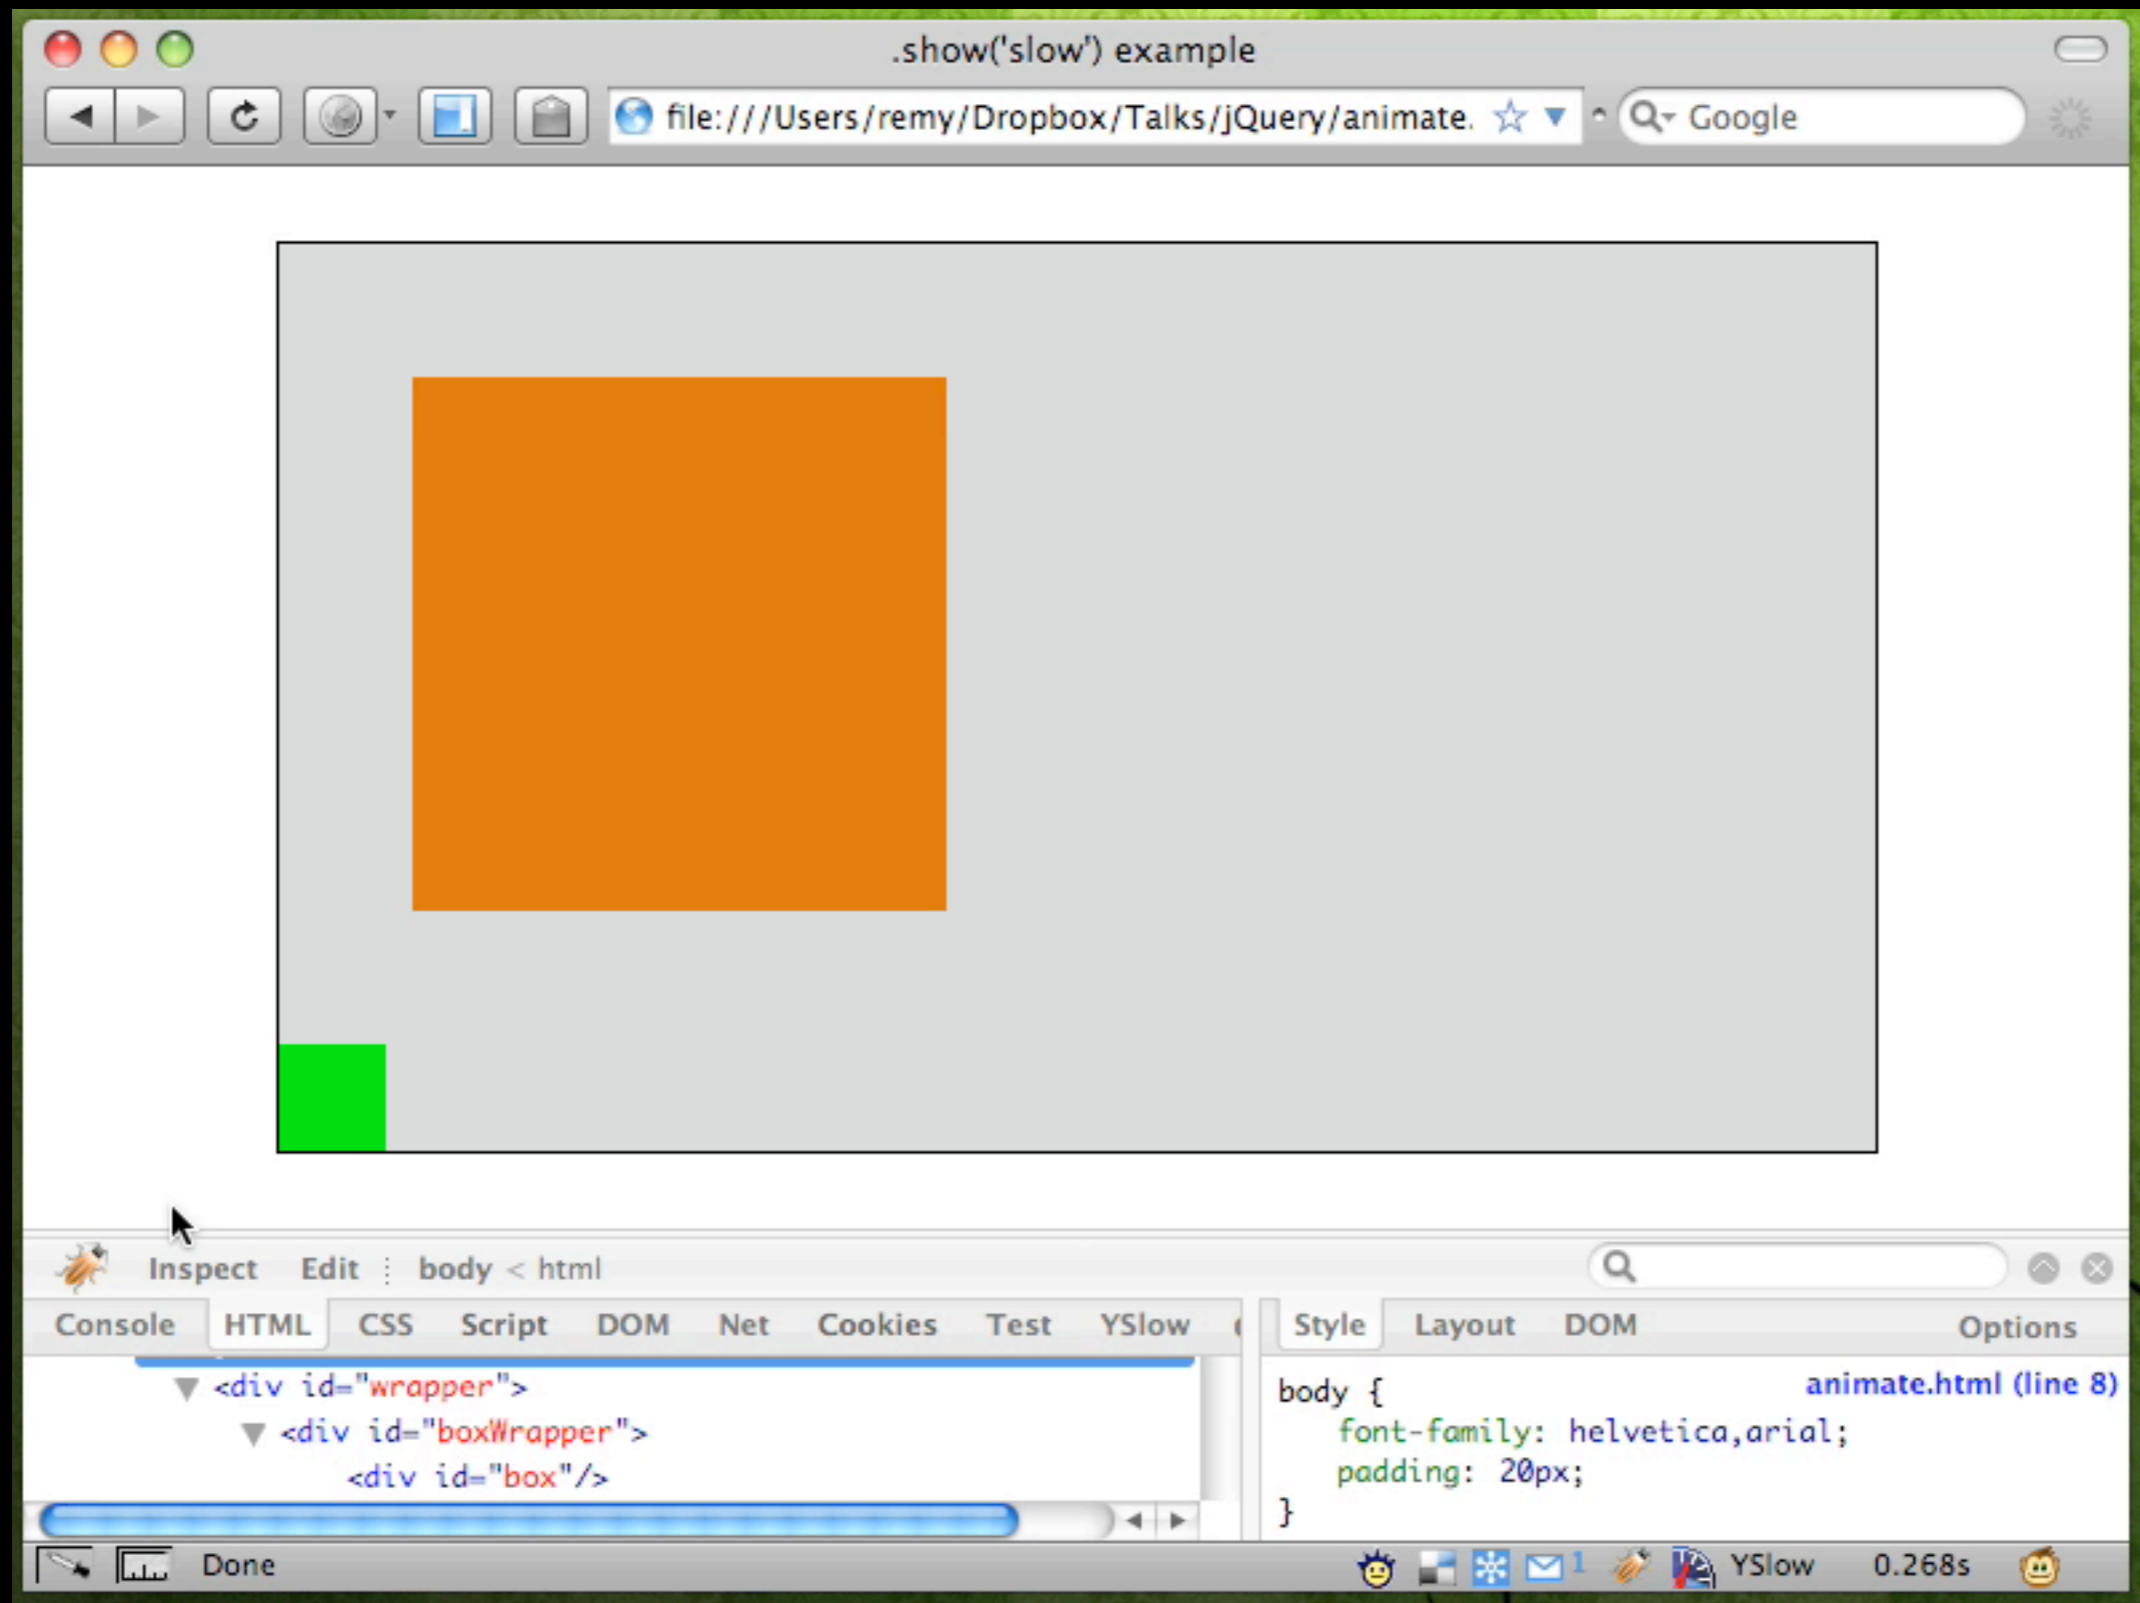 .show('slow') example
file:///Users/remy/Dropbox/Talks/jQuery/animate.
Google
Inspect Edit body < html
Console HTML CSS Script DOM Net Cookies Test YSlow
Style Layout DOM Options
<div id="wrapper">
<div id="boxWrapper">
<div id="box"/>
body { animate.html (line 8)
font-family: helvetica,arial;
padding: 20px;
}
Done 1 YSlow 0.268s